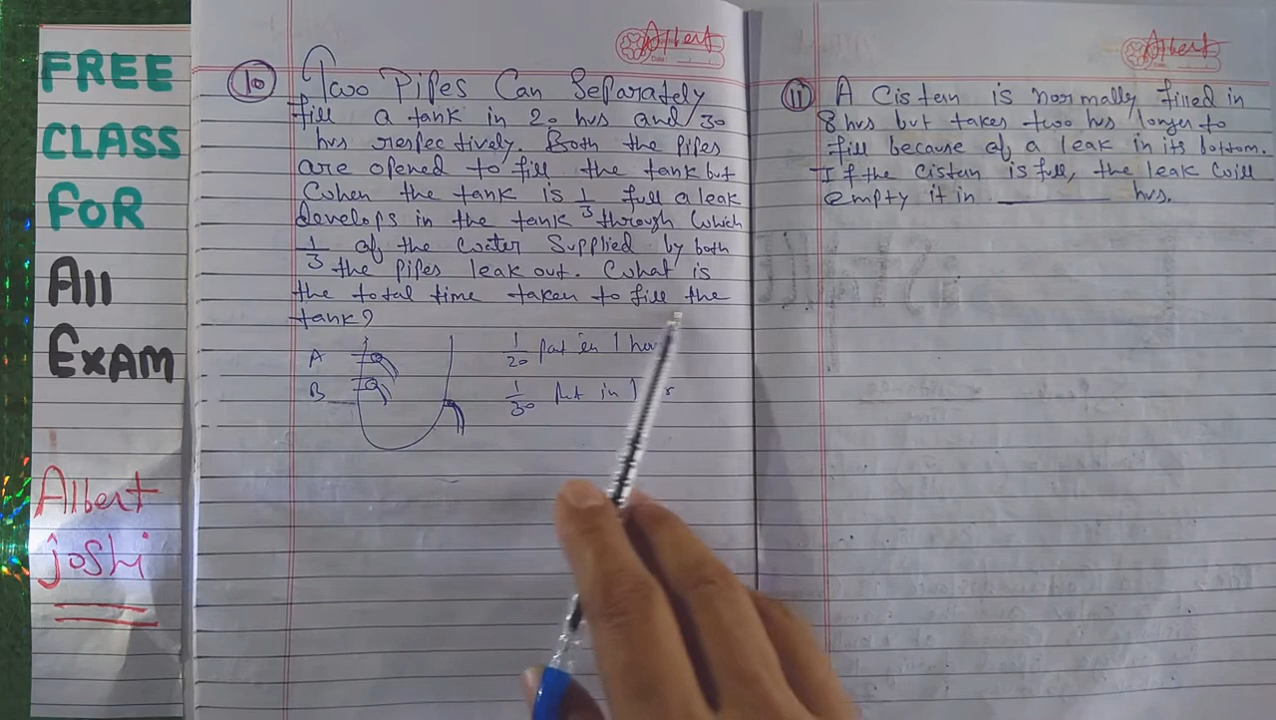 FREE
CLASS
FOR
All
EXAM
Albert
joshi
Albert
10 Two Pipes Can Separately
fill a tank in 20 hrs and 30
hrs respectively. Both the pipes
are opened to fill the tank but
when the tank is 1/3 full a leak
develops in the tank through which
1/3 of the water supplied by both
the pipes leak out. What is
the total time taken to fill the
tank?
A
B
1/20 part in 1 hou
1/30 part in 1
Albert
11 A Cistern is normally filled in
8 hrs but takes two hrs longer to
fill because of a leak in its bottom.
If the cistern is full, the leak will
empty it in ________ hrs.